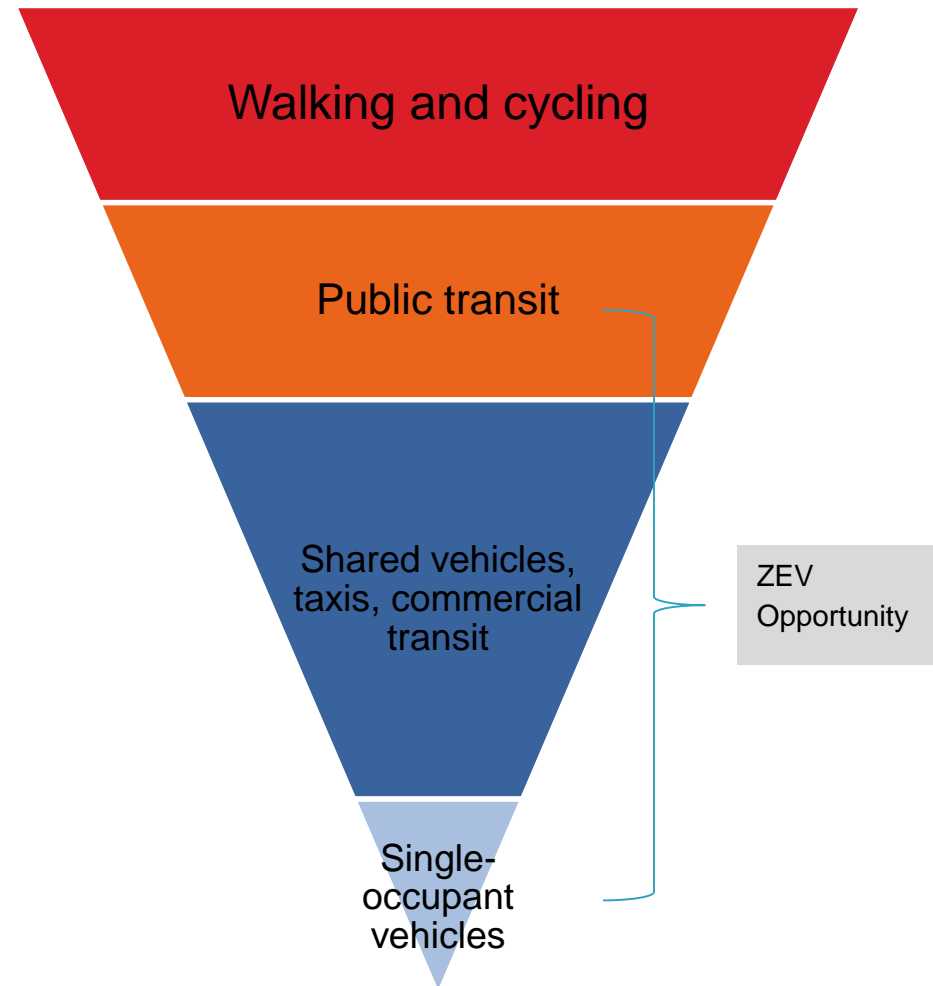 Walking and cycling
Public transit
Shared vehicles,
taxis, commercial
transit
ZEV
Opportunity
Single-
occupant
vehicles